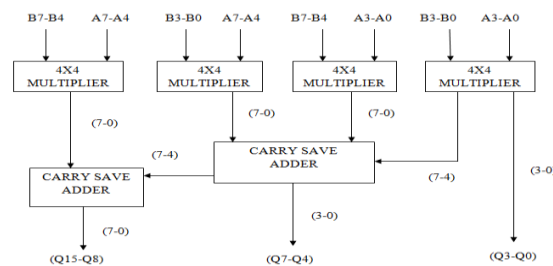 B7-B4 A7-A4 B3-B0 A7-A4 B7-B4 A3-A0 B3-B0 A3-A0
4X4 MULTIPLIER
4X4 MULTIPLIER
4X4 MULTIPLIER
4X4 MULTIPLIER
(7-0) (7-0) (7-0)
CARRY SAVE ADDER
(7-4)
(7-4)
(3-0)
CARRY SAVE ADDER
(7-0)
(3-0)
(Q15-Q8) (Q7-Q4) (Q3-Q0)